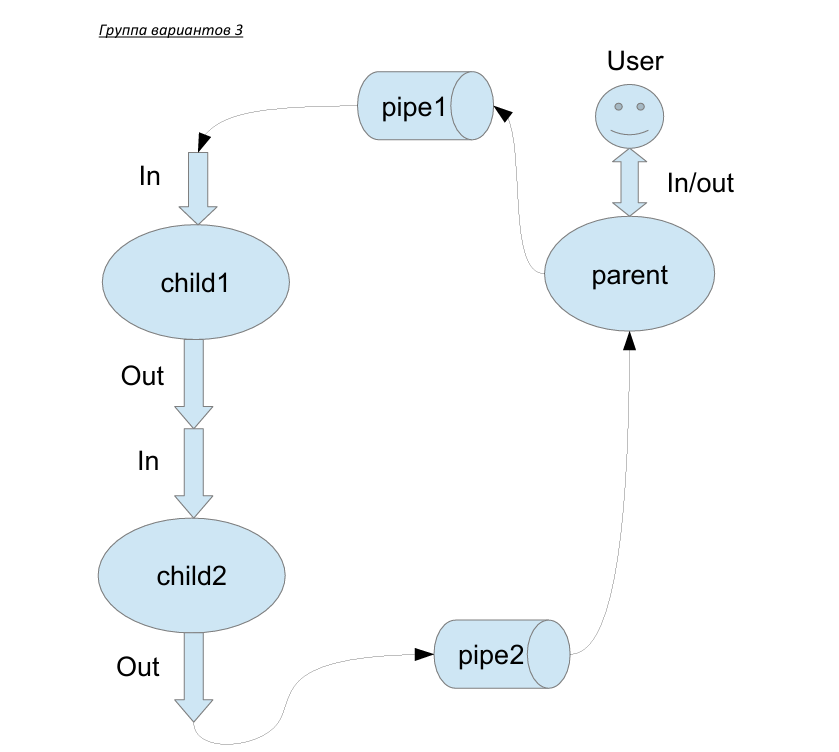 Группа вариантов 3
User
pipe1
In
In/out
child1
parent
Out
In
child2
Out
pipe2